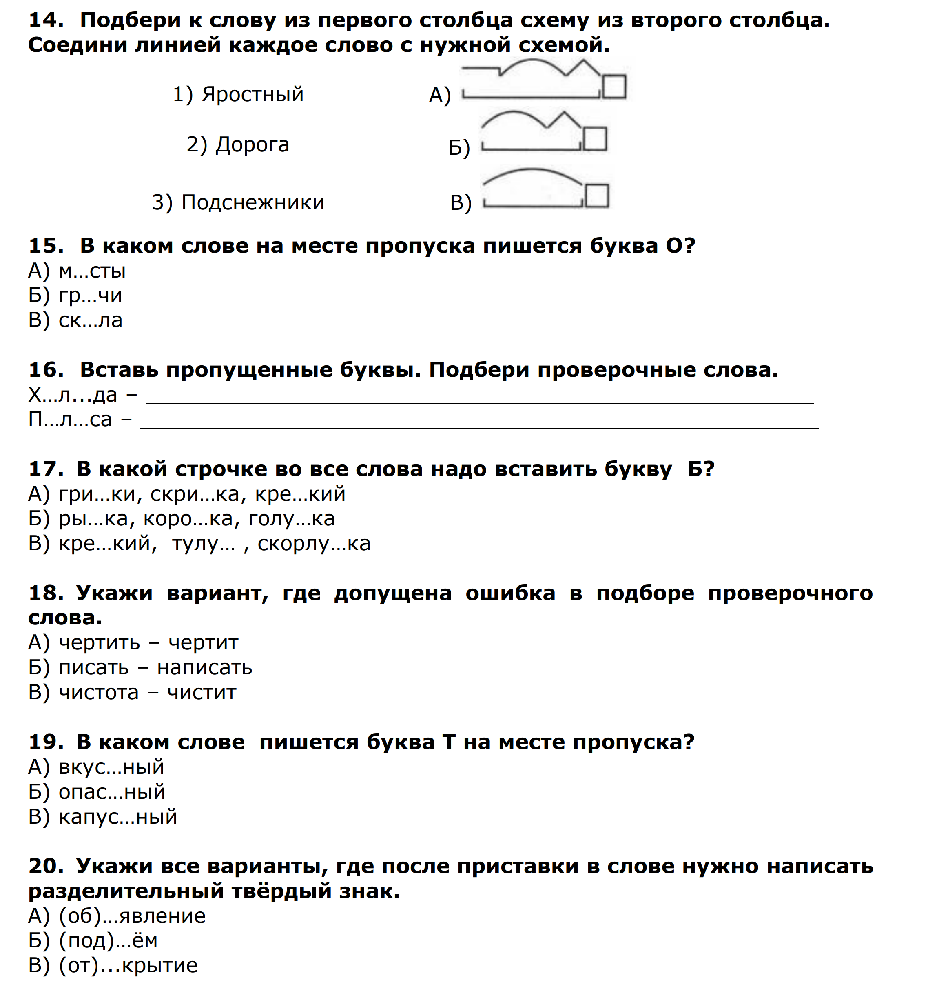 14. Подбери к слову из первого столбца схему из второго столбца.
Соедини линией каждое слово с нужной схемой.
1) Яростный А)
2) Дорога Б)
3) Подснежники В)
15. В каком слове на месте пропуска пишется буква О?
А) м...сты
Б) гр...чи
В) ск...ла
16. Вставь пропущенные буквы. Подбери проверочные слова.
Х...л...да – ______
П...л...са – ______
17. В какой строчке во все слова надо вставить букву Б?
А) гри...ки, скри...ка, кре...кий
Б) ры...ка, коро...ка, голу...ка
В) кре...кий, тулу... , скорлу...ка
18. Укажи вариант, где допущена ошибка в подборе проверочного
слова.
А) чертить – чертит
Б) писать – написать
В) чистота – чистит
19. В каком слове пишется буква Т на месте пропуска?
А) вкус...ный
Б) опас...ный
В) капус...ный
20. Укажи все варианты, где после приставки в слове нужно написать
разделительный твёрдый знак.
А) (об)...явление
Б) (под)...ём
В) (от)...крытие